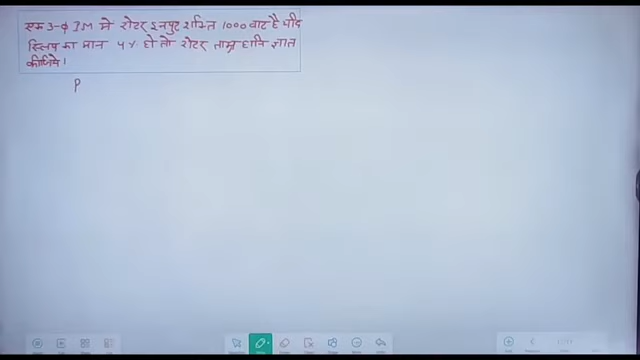 एक 3-ϕ IM में रोटर इनपुट शक्ति 1000 वाट है यदि
स्लिप का मान 4% हो तो रोटर ताम्र हानि ज्ञात
कीजिये।
P